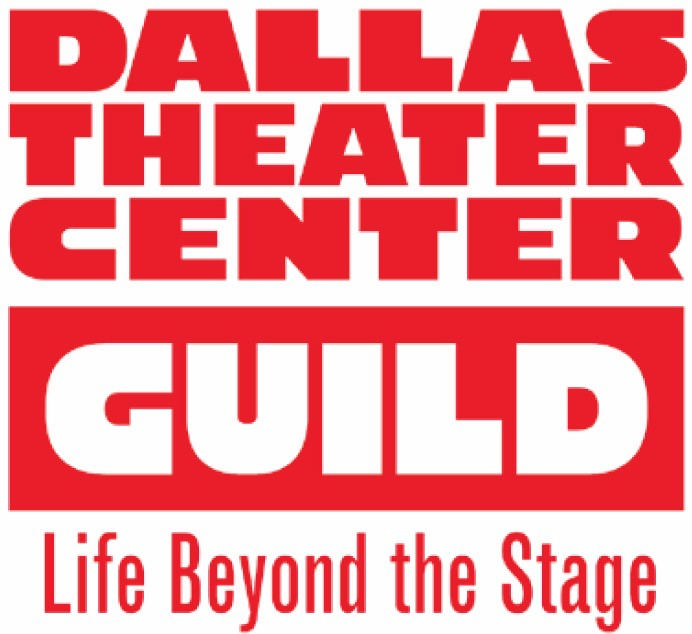 DALLAS
THEATER
CENTER
GUILD
Life Beyond the Stage